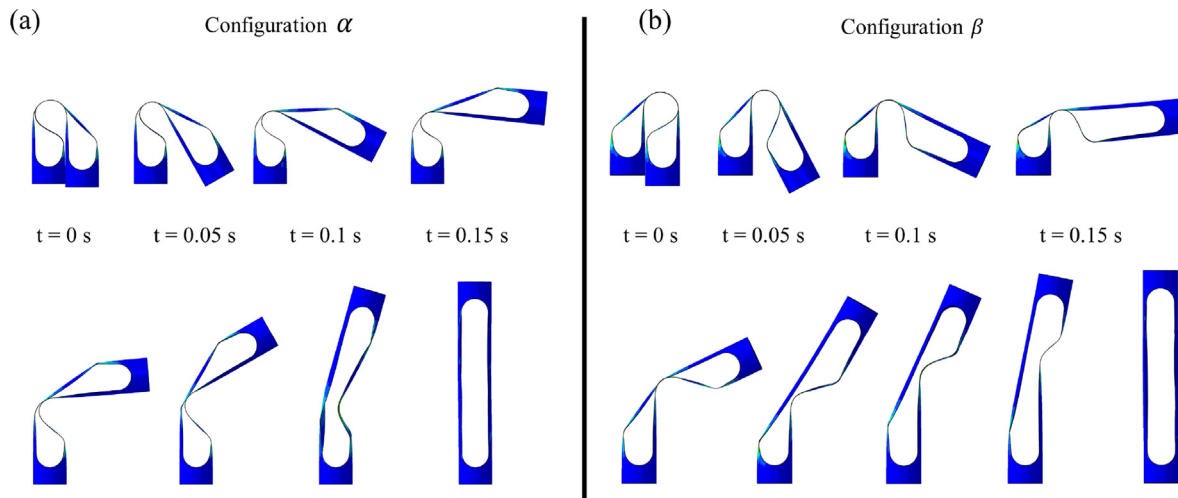 (a)
Configuration α
t = 0 s
t = 0.05 s
t = 0.1 s
t = 0.15 s
(b)
Configuration β
t = 0 s
t = 0.05 s
t = 0.1 s
t = 0.15 s